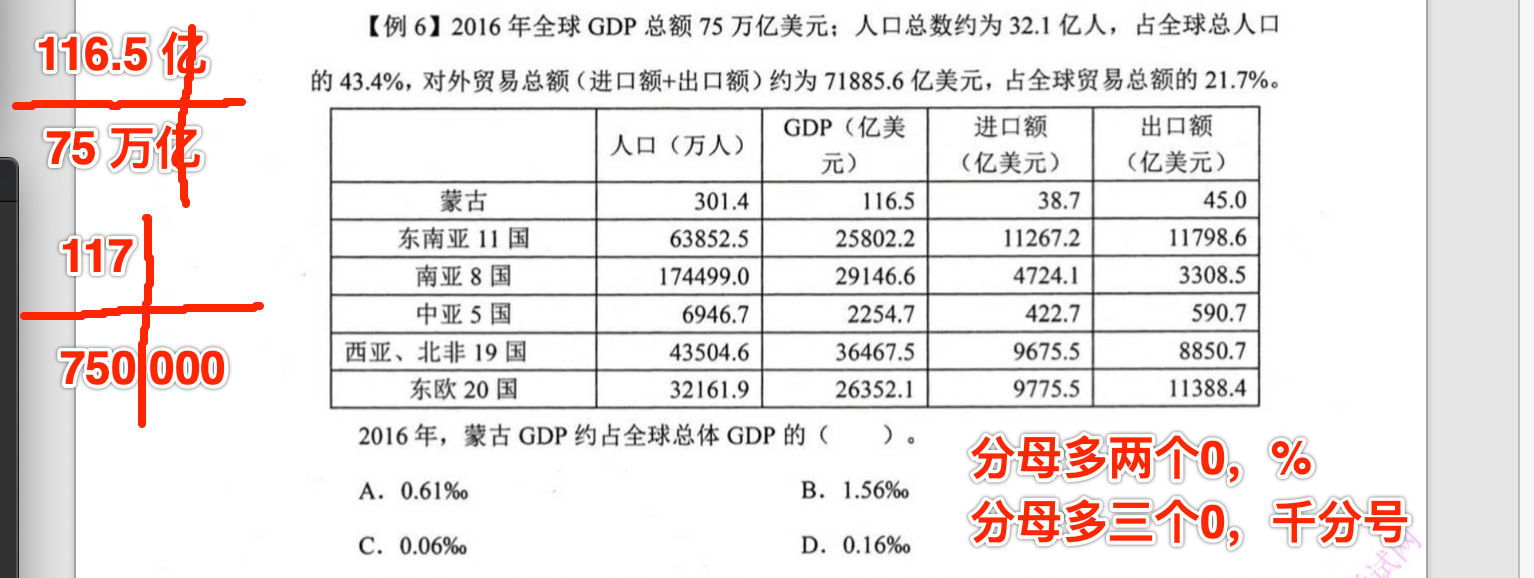 【例 6】2016 年全球 GDP 总额 75 万亿美元；人口总数约为 32.1 亿人，占全球总人口
的 43.4%，对外贸易总额（进口额+出口额）约为 71885.6 亿美元，占全球贸易总额的 21.7%。
116.5 亿
75 万亿
117
750 000
人口（万人） GDP（亿美元） 进口额（亿美元） 出口额（亿美元）
蒙古 301.4 116.5 38.7 45.0
东南亚 11 国 63852.5 25802.2 11267.2 11798.6
南亚 8 国 174499.0 29146.6 4724.1 3308.5
中亚 5 国 6946.7 2254.7 422.7 590.7
西亚、北非 19 国 43504.6 36467.5 9675.5 8850.7
东欧 20 国 32161.9 26352.1 9775.5 11388.4
2016 年，蒙古 GDP 约占全球总体 GDP 的（ ）。
A．0.61‰ B．1.56‰
C．0.06‰ D．0.16‰
分母多两个0，%
分母多三个0，千分号
试网